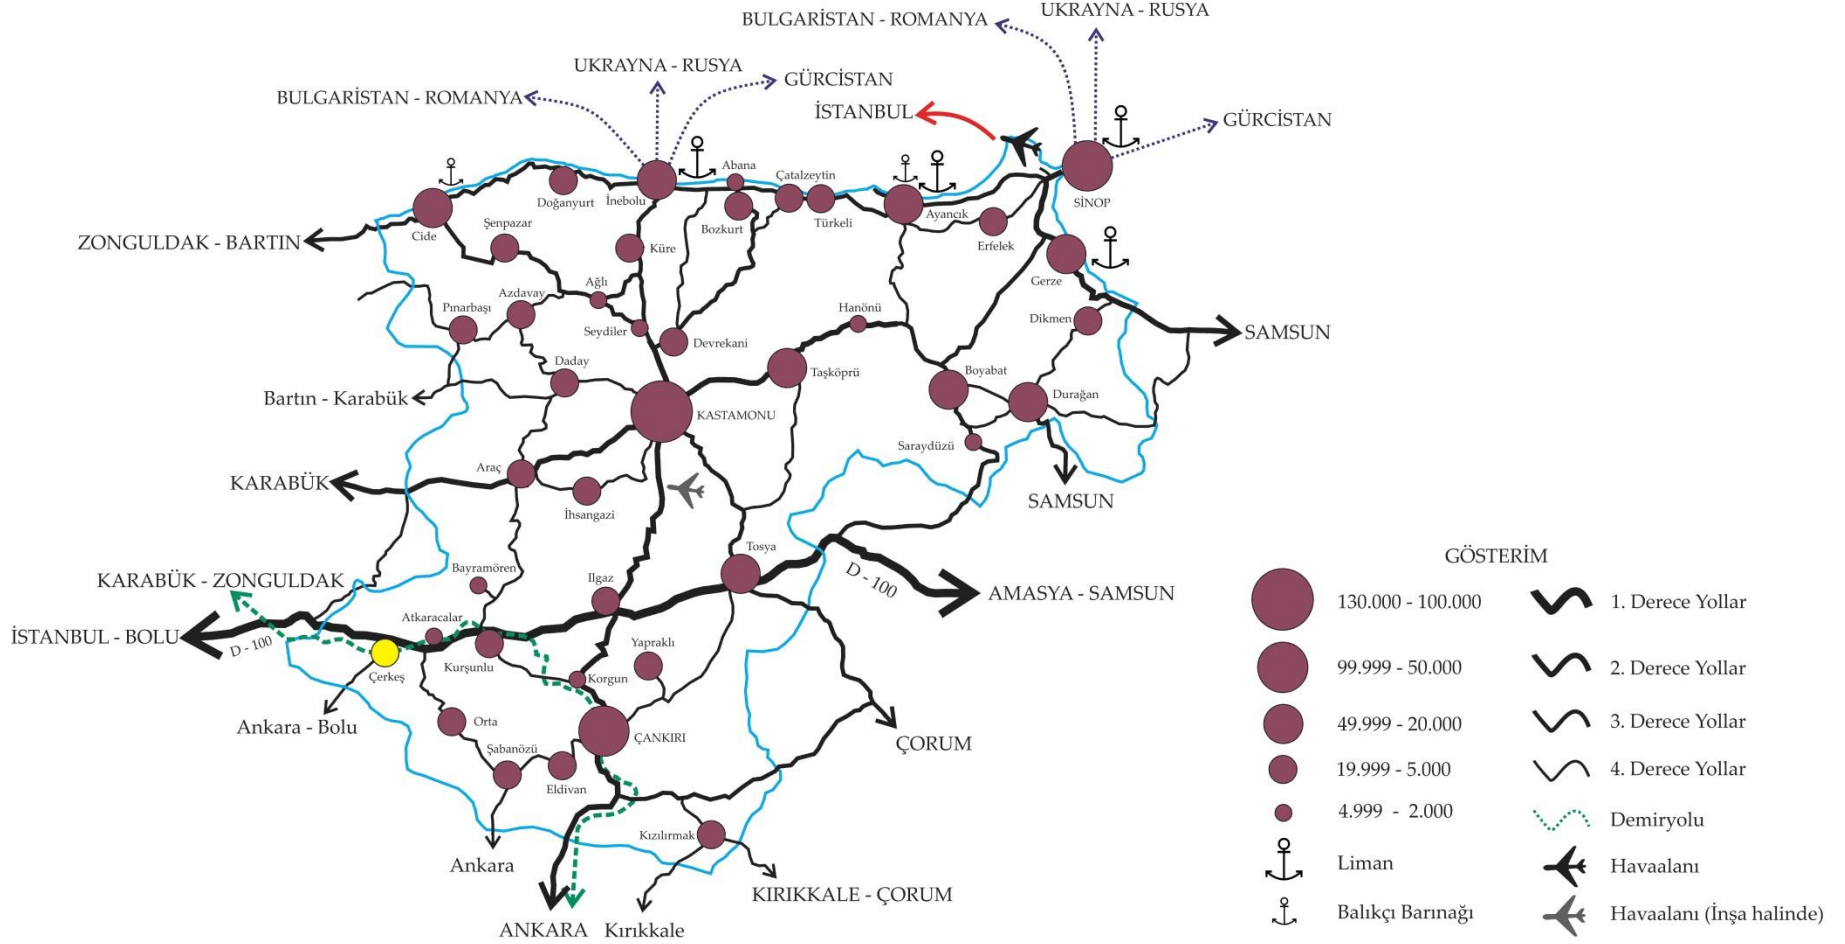 BULGARİSTAN - ROMANYA
UKRAYNA - RUSYA
UKRAYNA - RUSYA
GÜRCİSTAN
BULGARİSTAN - ROMANYA
İSTANBUL
GÜRCİSTAN
Abana
Çatalzeytin
Doğanyurt
İnebolu
Bozkurt
Türkeli
Ayancık
SİNOP
Cide
Şenpazar
Küre
Erfelek
ZONGULDAK - BARTIN
Gerze
Ağlı
Azdavay
Pınarbaşı
Hanönü
Dikmen
Seydiler
Devrekani
SAMSUN
Daday
Taşköprü
Boyabat
Durağan
Bartın - Karabük
KASTAMONU
Saraydüzü
Araç
KARABÜK
İhsangazi
SAMSUN
Tosya
Bayramören
Ilgaz
KARABÜK - ZONGULDAK
D - 100
AMASYA - SAMSUN
Atkaracalar
İSTANBUL - BOLU
D - 100
Yapraklı
Kurşunlu
Çerkeş
Korgun
Ankara - Bolu
Orta
ÇANKIRI
ÇORUM
Şabanözü
Eldivan
Kızılırmak
Ankara
KIRIKKALE - ÇORUM
ANKARA
Kırıkkale
GÖSTERİM
130.000 - 100.000
1. Derece Yollar
99.999 - 50.000
2. Derece Yollar
49.999 - 20.000
3. Derece Yollar
19.999 - 5.000
4. Derece Yollar
4.999 - 2.000
Demiryolu
Liman
Havaalanı
Balıkçı Barınağı
Havaalanı (İnşa halinde)